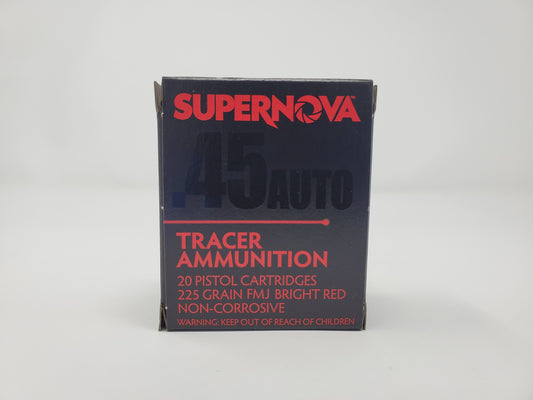 SUPERNOVA™
.45 AUTO
TRACER
AMMUNITION
20 PISTOL CARTRIDGES
225 GRAIN FMJ BRIGHT RED
NON-CORROSIVE
WARNING: KEEP OUT OF REACH OF CHILDREN